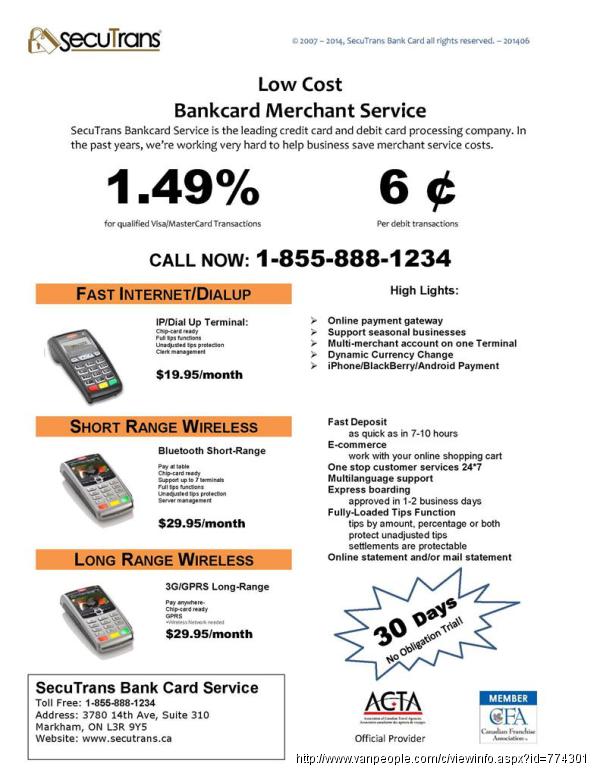 SecuTrans®
© 2007 – 2014, SecuTrans Bank Card all rights reserved. – 201406
Low Cost
Bankcard Merchant Service
SecuTrans Bankcard Service is the leading credit card and debit card processing company. In
the past years, we're working very hard to help business save merchant service costs.
1.49%
for qualified Visa/MasterCard Transactions
6 ¢
Per debit transactions
CALL NOW: 1-855-888-1234
FAST INTERNET/DIALUP
IP/Dial Up Terminal:
Chip-card ready
Full tips functions
Unadjusted tips protection
Clerk management
$19.95/month
SHORT RANGE WIRELESS
Bluetooth Short-Range
Pay at table
Chip-card ready
Support up to 7 terminals
Full tips functions
Unadjusted tips protection
Server management
$29.95/month
LONG RANGE WIRELESS
3G/GPRS Long-Range
Pay anywhere-
Chip-card ready
GPRS
*Wireless Network needed
$29.95/month
High Lights:
➢ Online payment gateway
➢ Support seasonal businesses
➢ Multi-merchant account on one Terminal
➢ Dynamic Currency Change
➢ iPhone/BlackBerry/Android Payment
Fast Deposit
as quick as in 7-10 hours
E-commerce
work with your online shopping cart
One stop customer services 24*7
Multilanguage support
Express boarding
approved in 1-2 business days
Fully-Loaded Tips Function
tips by amount, percentage or both
protect unadjusted tips
settlements are protectable
Online statement and/or mail statement
30 Days
No Obligation Trial!
SecuTrans Bank Card Service
Toll Free: 1-855-888-1234
Address: 3780 14th Ave, Suite 310
Markham, ON L3R 9Y5
Website: www.secutrans.ca
ACTA
Association of Canadian Travel Agencies
Official Provider
MEMBER
CFA
Canadian Franchise
Association
http://www.vanpeople.com/c/viewinfo.aspx?id=774301